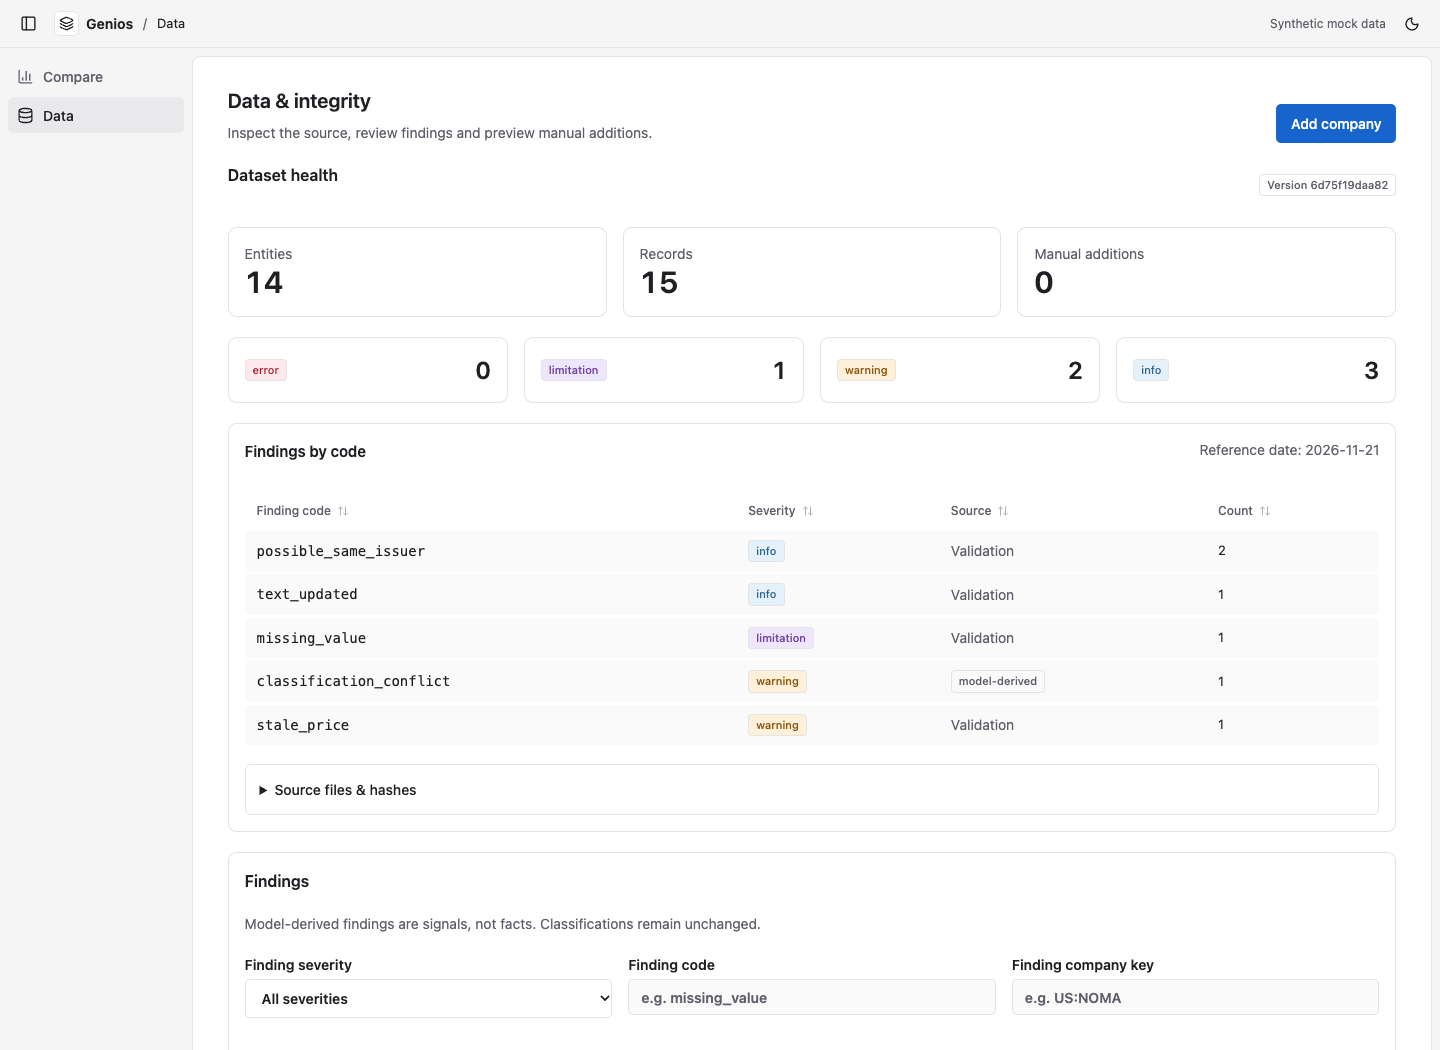 Genios / Data
Synthetic mock data
Compare
Data
Data & integrity
Inspect the source, review findings and preview manual additions.
Add company
Dataset health
Version 6d75f19daa82
Entities
14
Records
15
Manual additions
0
error 0
limitation 1
warning 2
info 3
Findings by code
Reference date: 2026-11-21
Finding code Severity Source Count
possible_same_issuer info Validation 2
text_updated info Validation 1
missing_value limitation Validation 1
classification_conflict warning model-derived 1
stale_price warning Validation 1
Source files & hashes
Findings
Model-derived findings are signals, not facts. Classifications remain unchanged.
Finding severity
All severities
Finding code
e.g. missing_value
Finding company key
e.g. US:NOMA